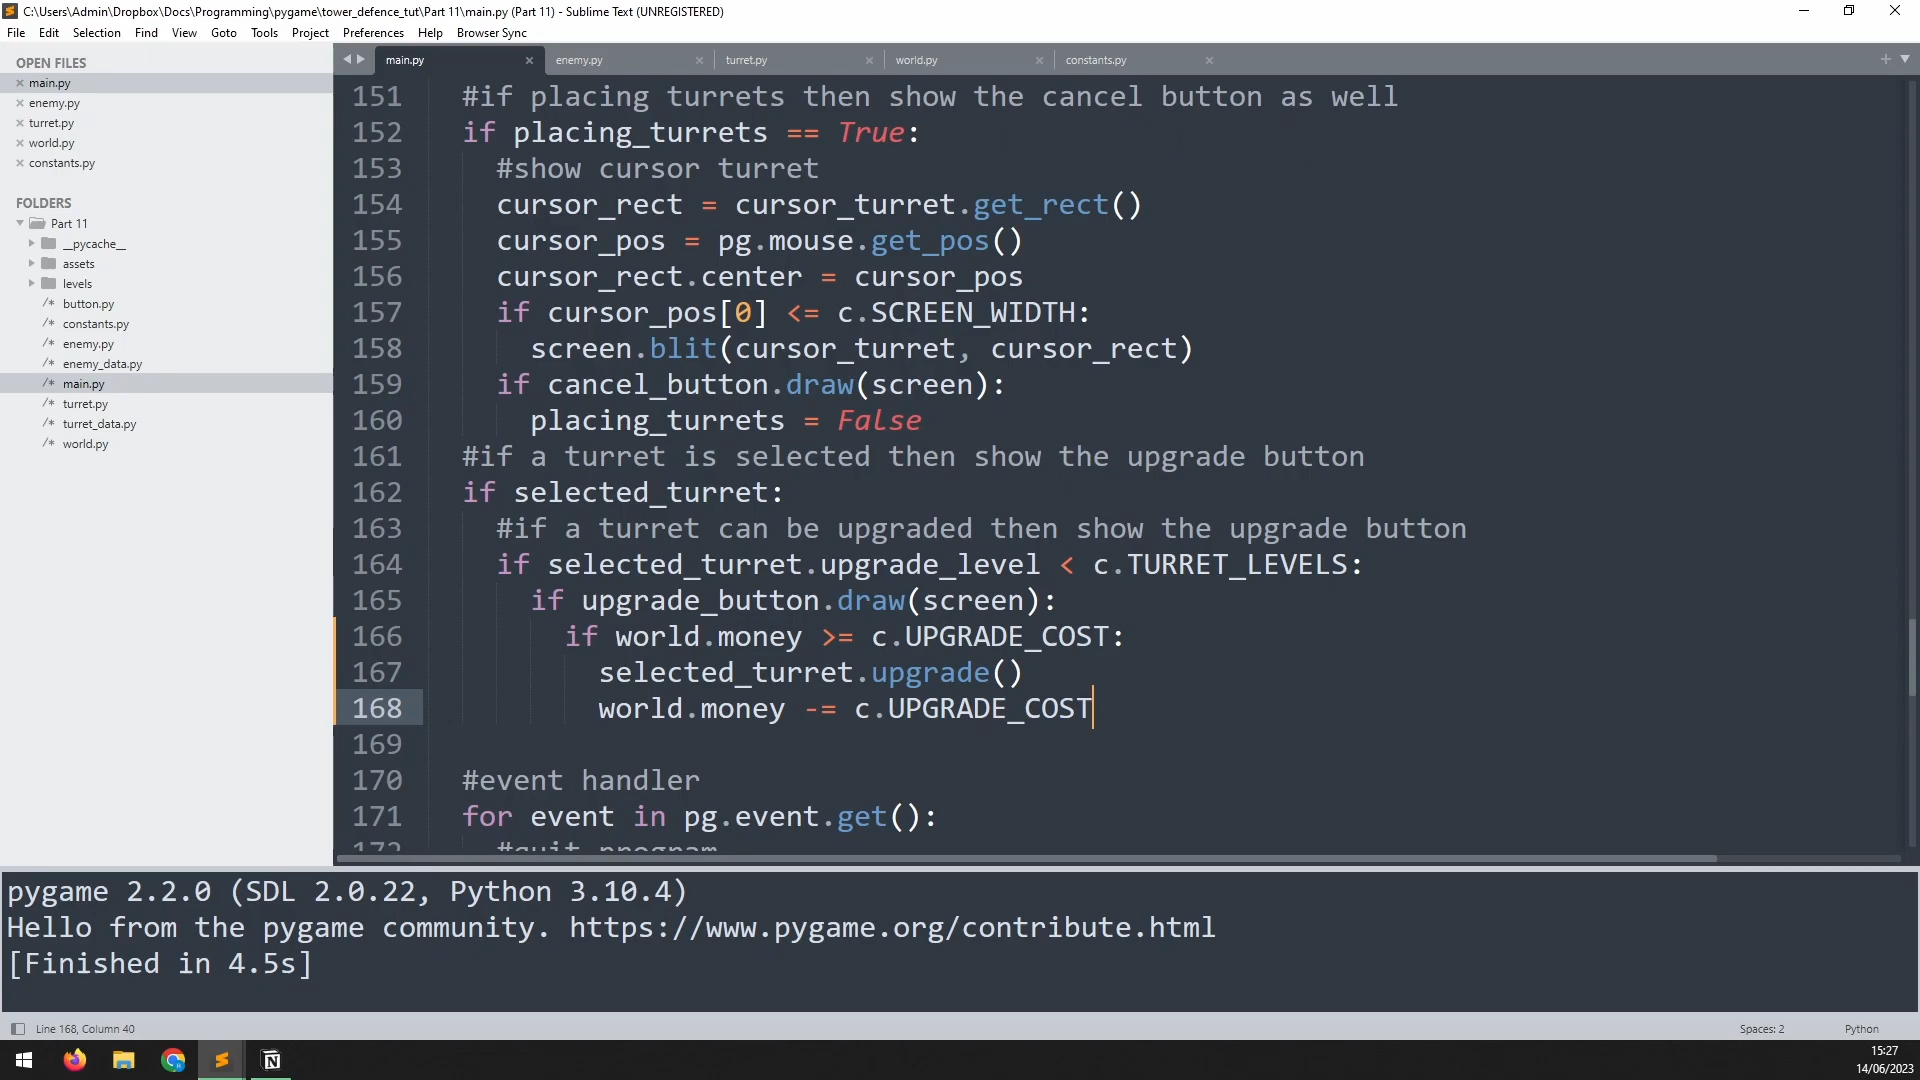 C:\Users\Admin\Dropbox\Docs\Programming\pygame\tower_defence_tut\Part 11\main.py (Part 11) - Sublime Text (UNREGISTERED)
File Edit Selection Find View Goto Tools Project Preferences Help Browser Sync
OPEN FILES
main.py
enemy.py
turret.py
world.py
constants.py
FOLDERS
Part 11
__pycache__
assets
levels
/* button.py
/* constants.py
/* enemy.py
/* enemy_data.py
/* main.py
/* turret.py
/* turret_data.py
/* world.py
main.py enemy.py turret.py world.py constants.py
151 #if placing turrets then show the cancel button as well
152 if placing_turrets == True:
153 #show cursor turret
154 cursor_rect = cursor_turret.get_rect()
155 cursor_pos = pg.mouse.get_pos()
156 cursor_rect.center = cursor_pos
157 if cursor_pos[0] <= c.SCREEN_WIDTH:
158 screen.blit(cursor_turret, cursor_rect)
159 if cancel_button.draw(screen):
160 placing_turrets = False
161 #if a turret is selected then show the upgrade button
162 if selected_turret:
163 #if a turret can be upgraded then show the upgrade button
164 if selected_turret.upgrade_level < c.TURRET_LEVELS:
165 if upgrade_button.draw(screen):
166 if world.money >= c.UPGRADE_COST:
167 selected_turret.upgrade()
168 world.money -= c.UPGRADE_COST
169
170 #event handler
171 for event in pg.event.get():
172 #quit program
pygame 2.2.0 (SDL 2.0.22, Python 3.10.4)
Hello from the pygame community. https://www.pygame.org/contribute.html
[Finished in 4.5s]
Line 168, Column 40
Spaces: 2
Python
15:27
14/06/2023